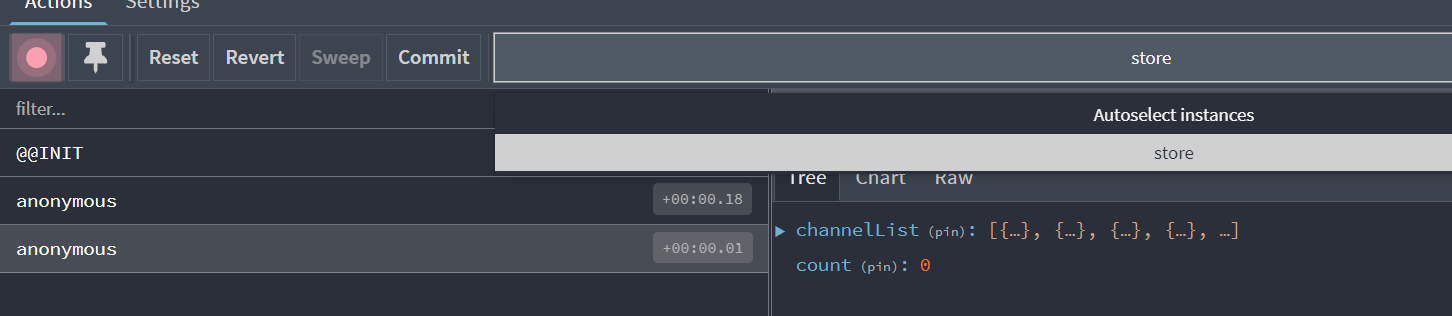 Actions Settings
Reset Revert Sweep Commit store
filter...
Autoselect instances
@@INIT
store
Tree Chart Raw
anonymous +00:00.18
channelList (pin): [{…}, {…}, {…}, {…}, …]
anonymous +00:00.01
count (pin): 0